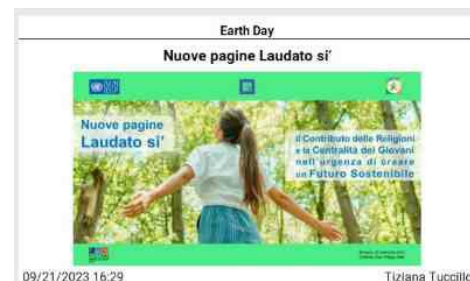 Earth Day
Nuove pagine Laudato si'
Nuove pagine
Laudato si'
il Contributo delle Religioni
e la Centralità dei Giovani
nell'urgenza di creare
un Futuro Sostenibile
09/21/2023 16:29
Tiziana Tuccillo